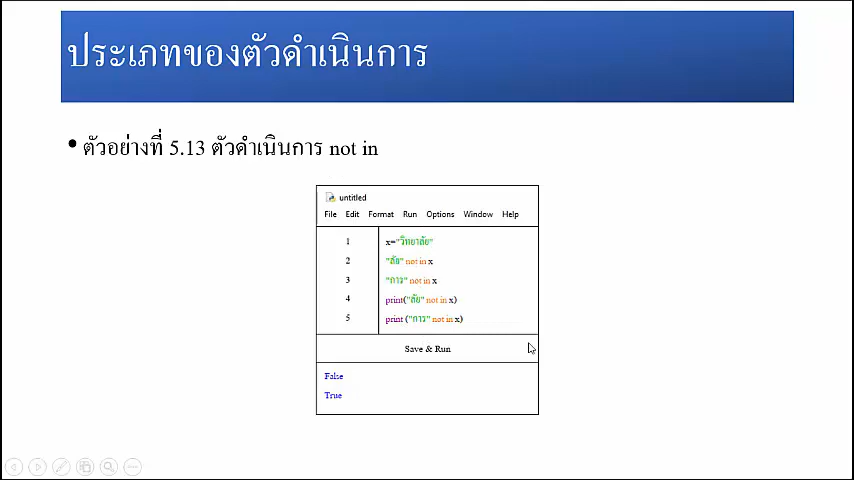 ประเภทของตัวดำเนินการ
• ตัวอย่างที่ 5.13 ตัวดำเนินการ not in
untitled
File Edit Format Run Options Window Help
1 x="วิทยาลัย"
2 "ลัย" not in x
3 "การ" not in x
4 print("ลัย" not in x)
5 print ("การ" not in x)
Save & Run
False
True